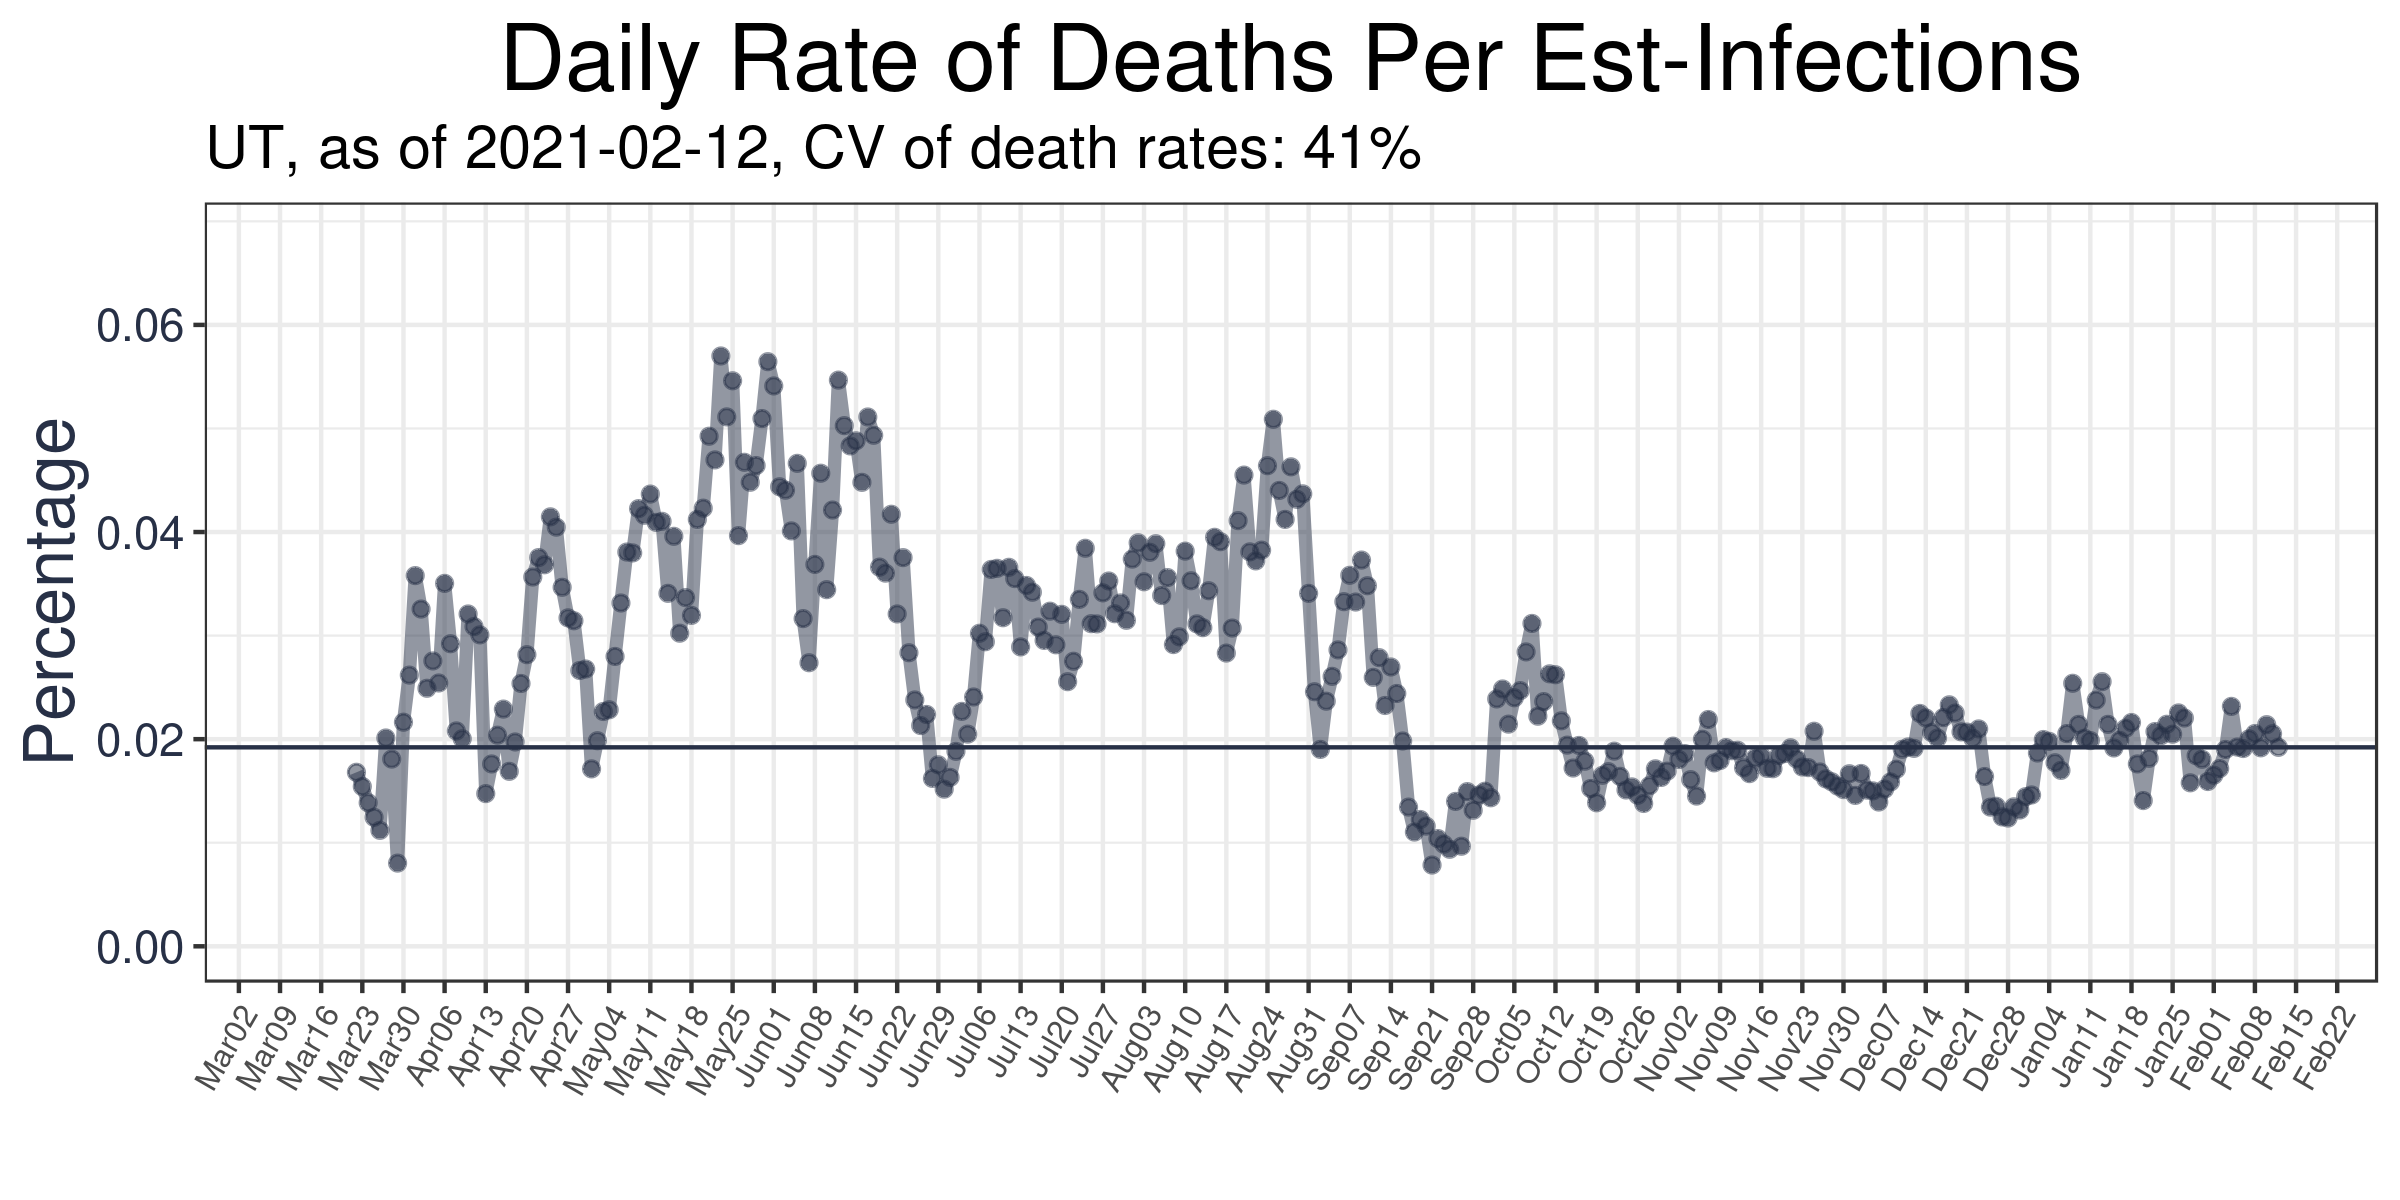 Daily Rate of Deaths Per Est-Infections
UT, as of 2021-02-12, CV of death rates: 41%
Percentage
0.06
0.04
0.02
0.00
Mar02
Mar09
Mar16
Mar23
Mar30
Apr06
Apr13
Apr20
Apr27
May04
May11
May18
May25
Jun01
Jun08
Jun15
Jun22
Jun29
Jul06
Jul13
Jul20
Jul27
Aug03
Aug10
Aug17
Aug24
Aug31
Sep07
Sep14
Sep21
Sep28
Oct05
Oct12
Oct19
Oct26
Nov02
Nov09
Nov16
Nov23
Nov30
Dec07
Dec14
Dec21
Dec28
Jan04
Jan11
Jan18
Jan25
Feb01
Feb08
Feb15
Feb22